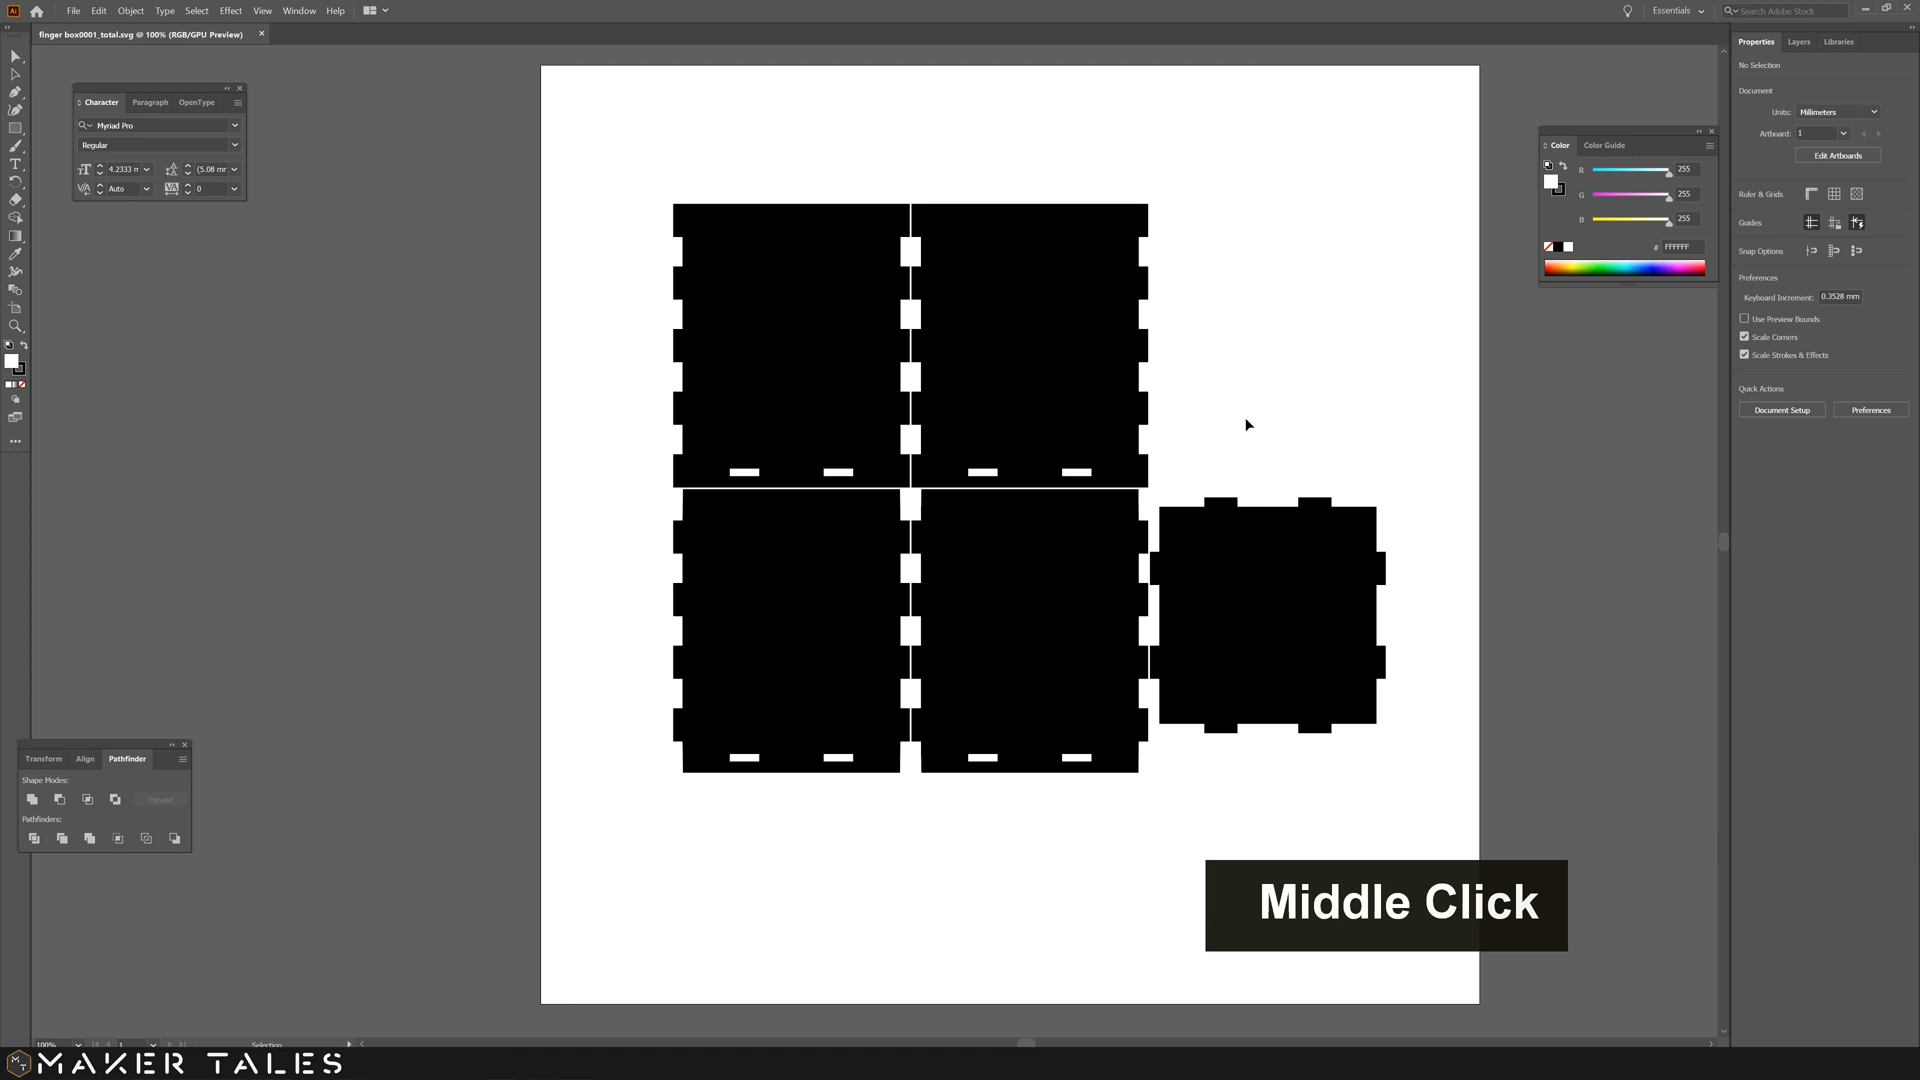 File Edit Object Type Select Effect View Window Help
Essentials
Search Adobe Stock
finger box0001_total.svg @ 100% (RGB/GPU Preview)
Character Paragraph OpenType
Myriad Pro
Regular
4.2333 (5.08 mr
Auto 0
Color Color Guide
R 255
G 255
B 255
# FFFFFF
Properties Layers Libraries
No Selection
Document
Units: Millimeters
Artboard: 1
Edit Artboards
Ruler & Grids
Guides
Snap Options
Preferences
Keyboard Increment: 0.3528 mm
Use Preview Bounds
Scale Corners
Scale Strokes & Effects
Quick Actions
Document Setup Preferences
Transform Align Pathfinder
Shape Modes:
Expand
Pathfinders:
Middle Click
100% 1 Selection
MAKER TALES